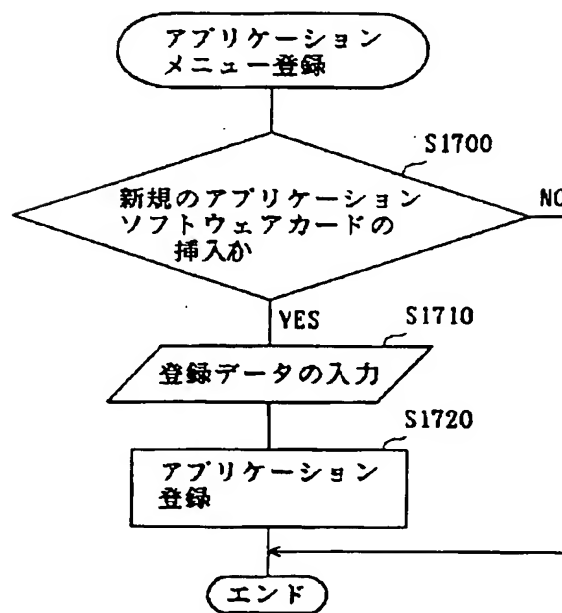 アプリケーション
メニュー登録
S1700
新規のアプリケーション
ソフトウェアカードの
挿入か
NO
YES
S1710
登録データの入力
S1720
アプリケーション
登録
エンド